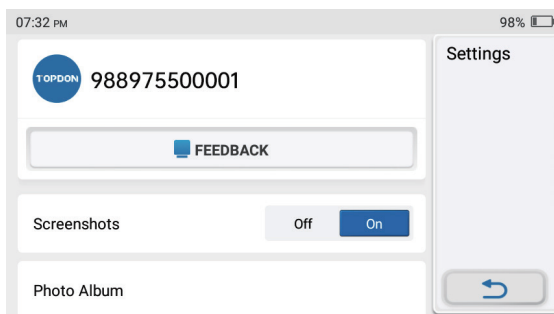 07:32 PM
98%
Settings
TOPDON
988975500001
FEEDBACK
Screenshots
Off
On
Photo Album